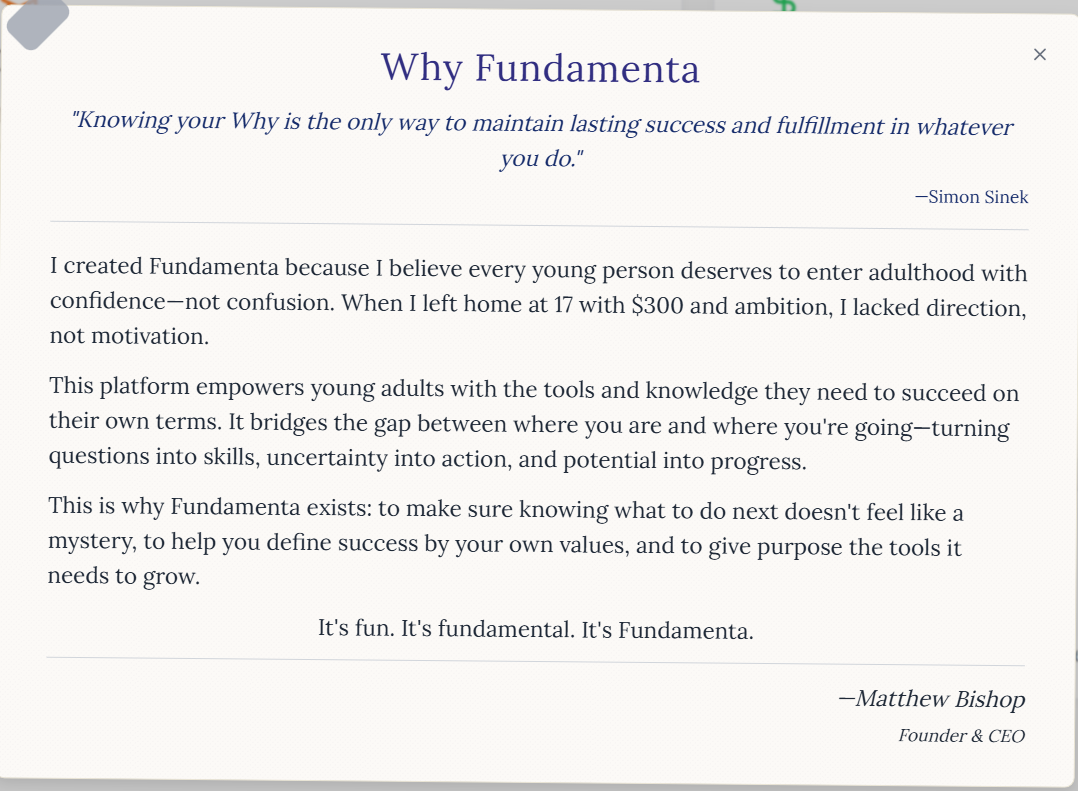 Why Fundamenta
×
"Knowing your Why is the only way to maintain lasting success and fulfillment in whatever
you do."
—Simon Sinek
I created Fundamenta because I believe every young person deserves to enter adulthood with
confidence—not confusion. When I left home at 17 with $300 and ambition, I lacked direction,
not motivation.
This platform empowers young adults with the tools and knowledge they need to succeed on
their own terms. It bridges the gap between where you are and where you're going—turning
questions into skills, uncertainty into action, and potential into progress.
This is why Fundamenta exists: to make sure knowing what to do next doesn't feel like a
mystery, to help you define success by your own values, and to give purpose the tools it
needs to grow.
It's fun. It's fundamental. It's Fundamenta.
—Matthew Bishop
Founder & CEO